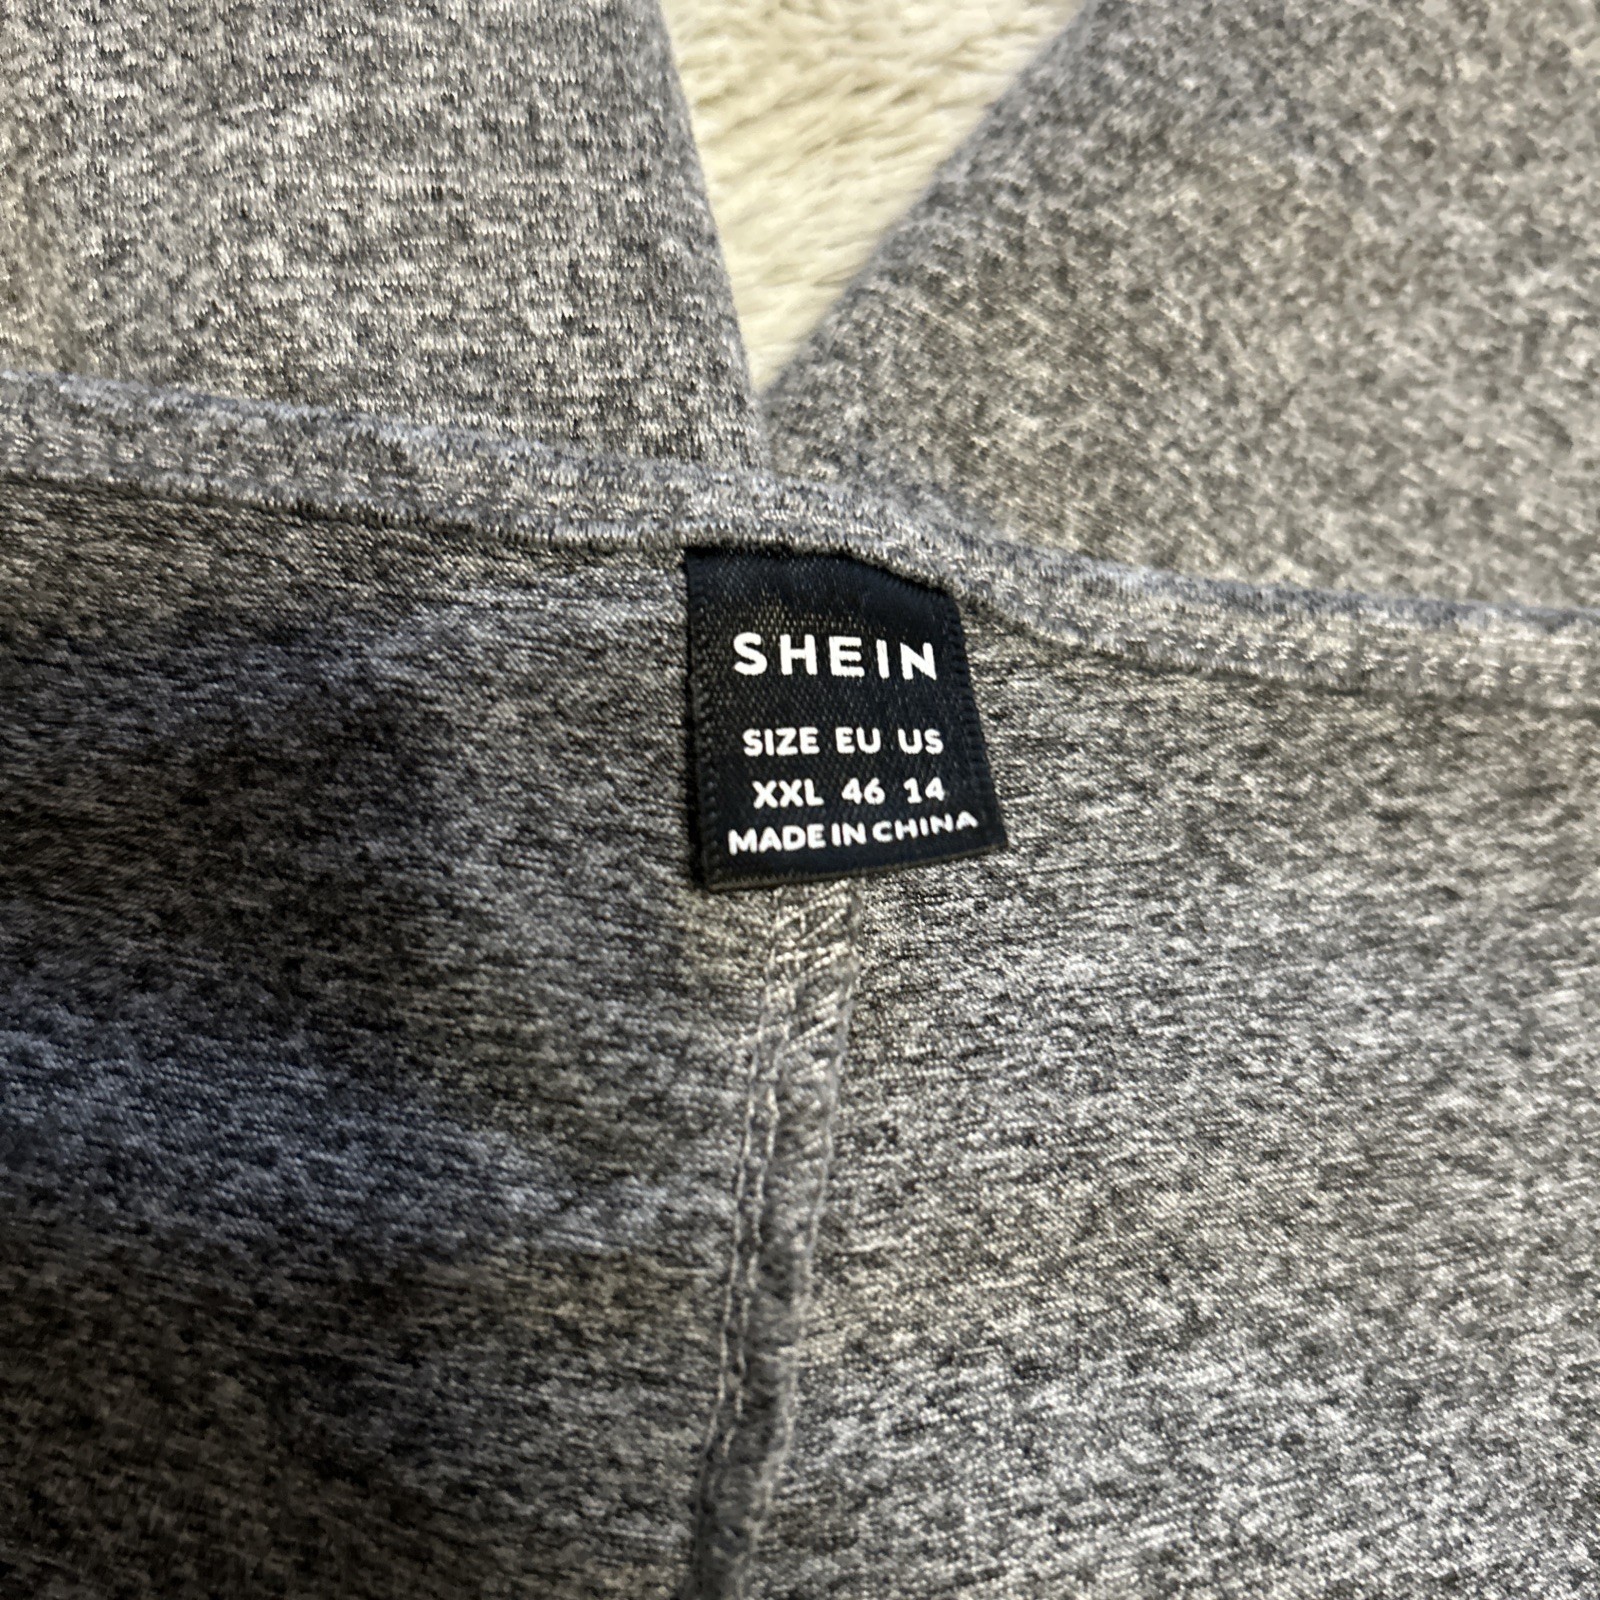 SHEIN
SIZE EU US
XXL 46 14
MADE IN CHINA